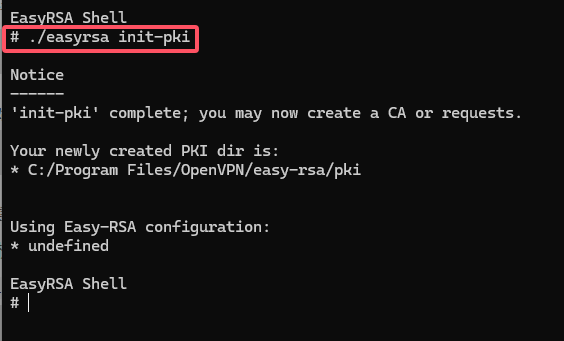 EasyRSA Shell
# ./easyrsa init-pki
Notice
------
'init-pki' complete; you may now create a CA or requests.
Your newly created PKI dir is:
* C:/Program Files/OpenVPN/easy-rsa/pki
Using Easy-RSA configuration:
* undefined
EasyRSA Shell
#